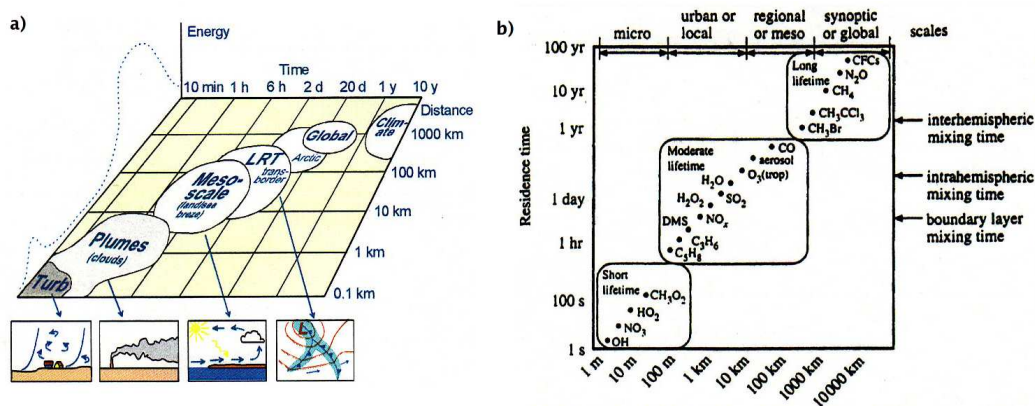 a)
Energy
Time
10 min 1 h 6 h 2 d 20 d 1 y 10 y
Distance
1000 km
100 km
10 km
1 km
0.1 km
Clim-
ate
Global
Arctic
LRT
trans-
border
Meso-
scale
(land/sea
breze)
Plumes
(clouds)
Turb
L
b)
micro
urban or
local
regional
or meso
synoptic
or global
scales
100 yr
10 yr
1 yr
1 day
1 hr
100 s
1 s
Residence time
Long
lifetime
CFCs
N2O
CH4
CH3CCl3
CH3Br
Moderate
lifetime
CO
aerosol
O3(trop)
H2O
SO2
H2O2
NOx
DMS
C3H6
C5H8
Short
lifetime
CH3O2
HO2
NO3
OH
interhemispheric
mixing time
intrahemispheric
mixing time
boundary layer
mixing time
1 m 10 m 100 m 1 km 10 km 100 km 1000 km 10000 km